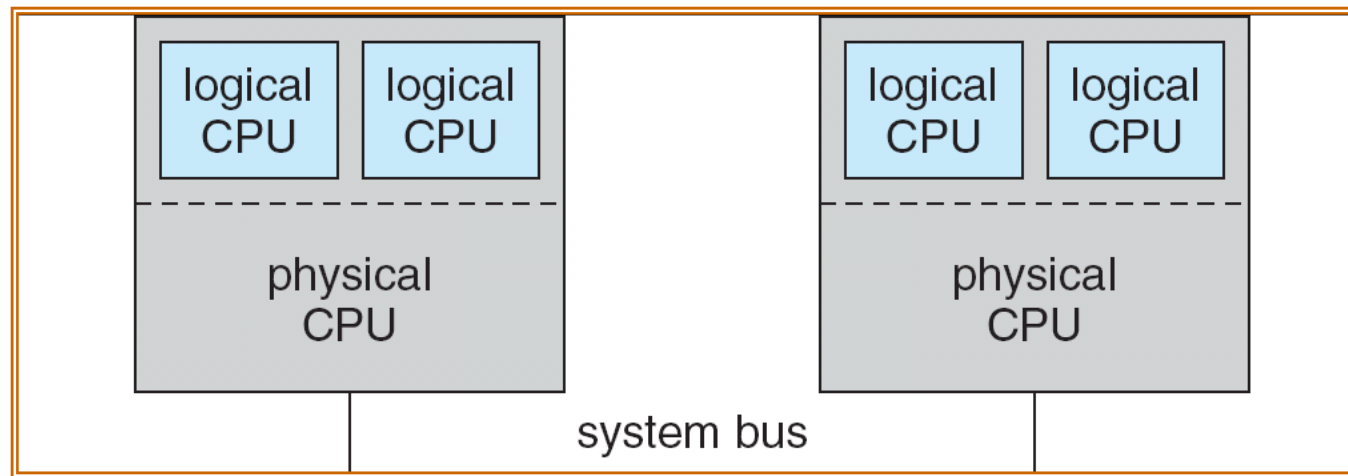 logical
CPU
logical
CPU
logical
CPU
logical
CPU
physical
CPU
physical
CPU
system bus